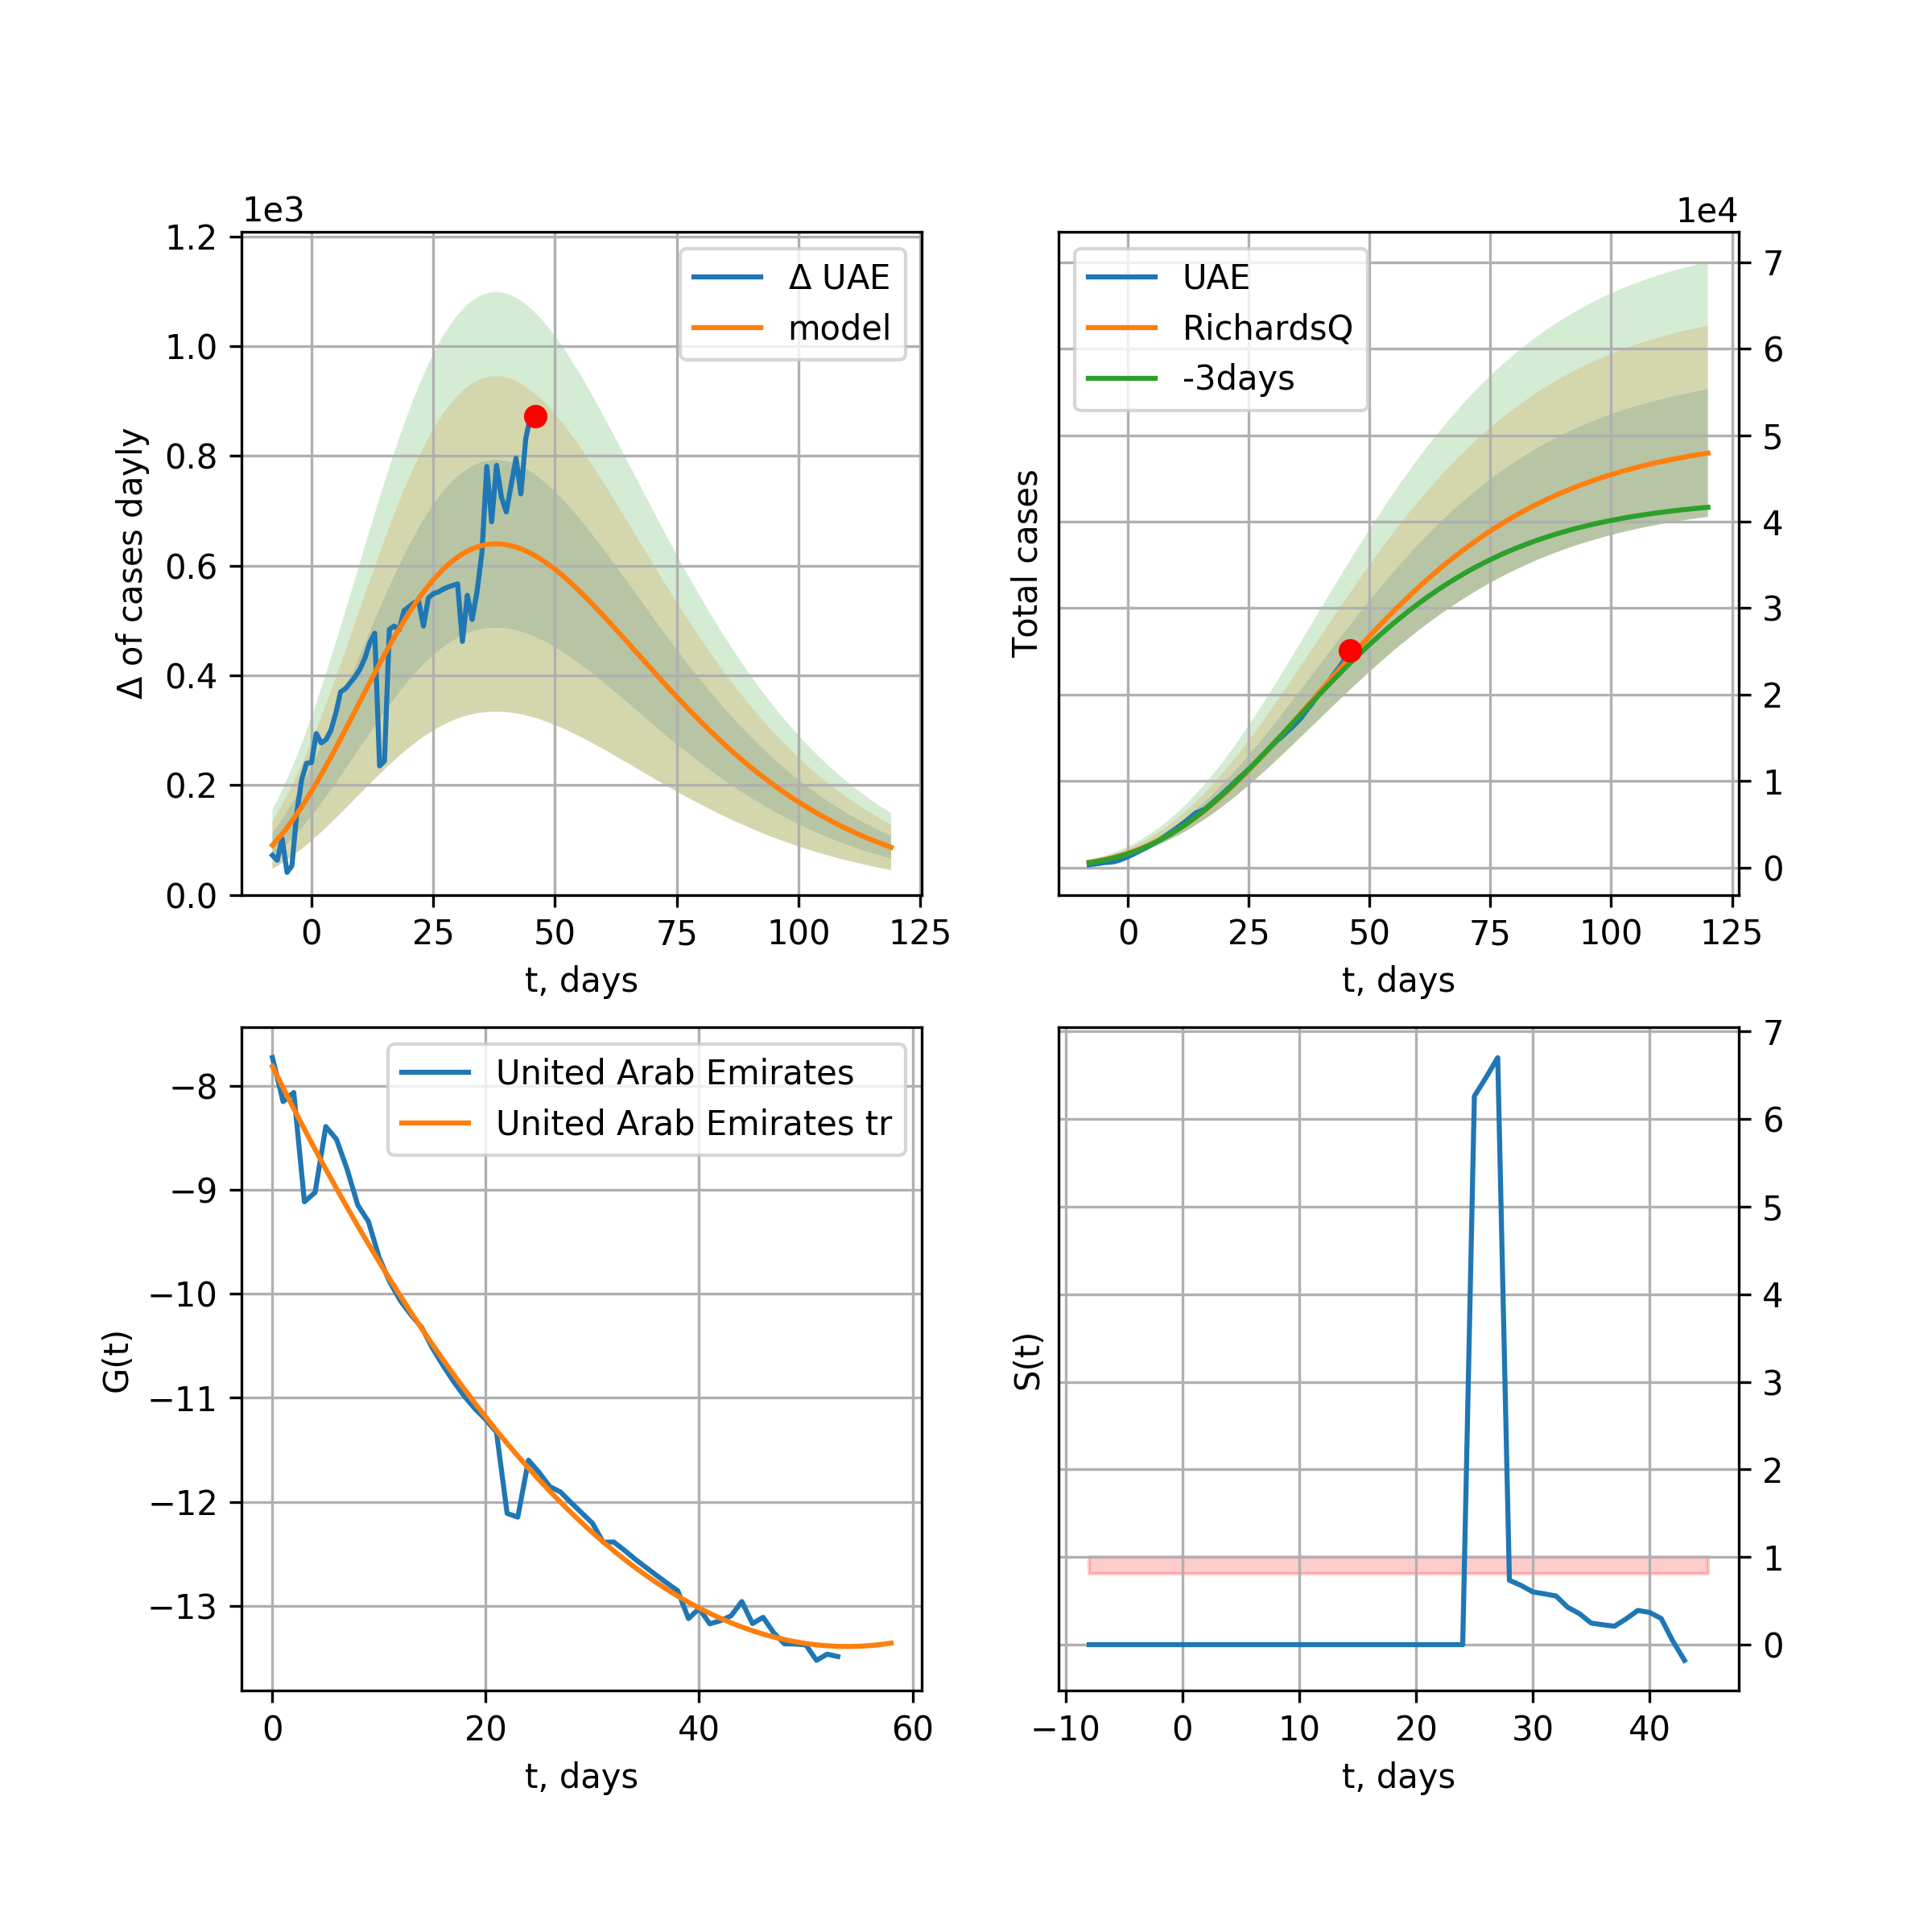 1e3
1.2
1.0
0.8
0.6
0.4
0.2
0.0
Δ of cases dayly
Δ UAE
model
0 25 50 75 100 125
t, days
1e4
Total cases
UAE
RichardsQ
-3days
7
6
5
4
3
2
1
0
0 25 50 75 100 125
t, days
G(t)
−8
−9
−10
−11
−12
−13
United Arab Emirates
United Arab Emirates tr
0 20 40 60
t, days
S(t)
7
6
5
4
3
2
1
0
−10 0 10 20 30 40
t, days